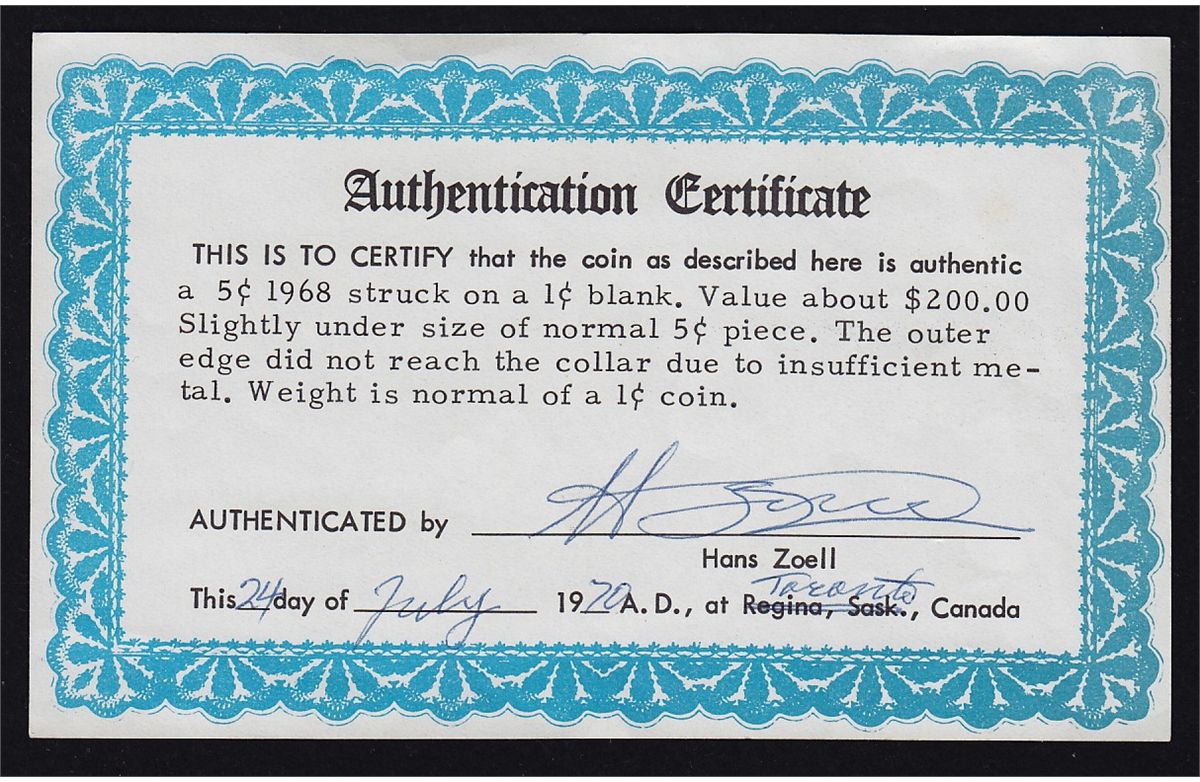 Authentication Certificate
THIS IS TO CERTIFY that the coin as described here is authentic
a 5¢ 1968 struck on a 1¢ blank. Value about $200.00
Slightly under size of normal 5¢ piece. The outer
edge did not reach the collar due to insufficient me-
tal. Weight is normal of a 1¢ coin.
AUTHENTICATED by H Zoell
Hans Zoell
Toronto
This 24 day of July 1970 A.D., at Regina, Sask., Canada